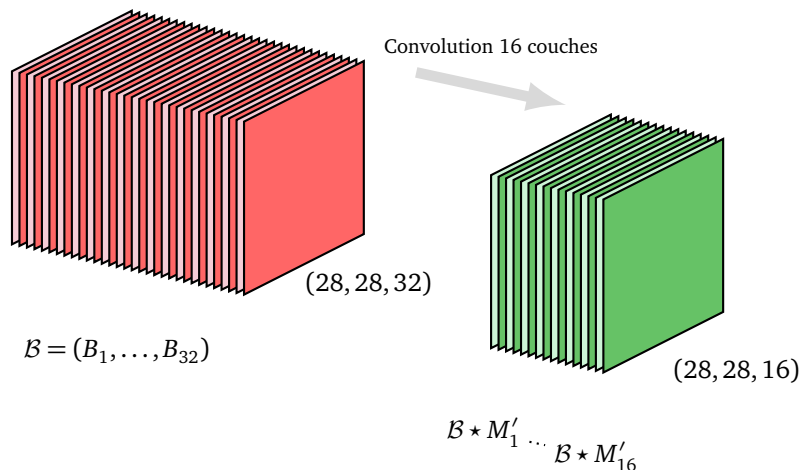 Convolution 16 couches
(28, 28, 32)
ℬ = (B₁, . . . , B₃₂)
(28, 28, 16)
ℬ ⋆ M′₁ ... ℬ ⋆ M′₁₆